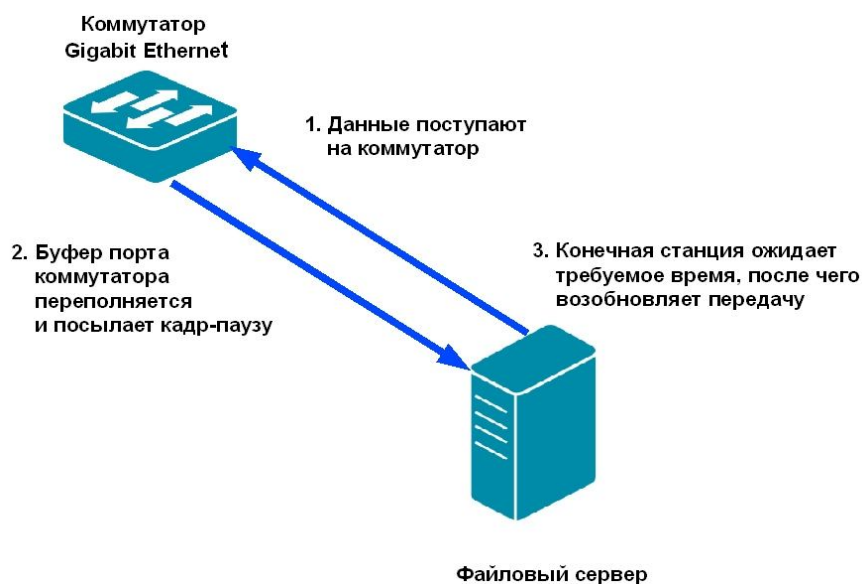 Коммутатор
Gigabit Ethernet
1. Данные поступают
на коммутатор
2. Буфер порта
коммутатора
переполняется
и посылает кадр-паузу
3. Конечная станция ожидает
требуемое время, после чего
возобновляет передачу
Файловый сервер